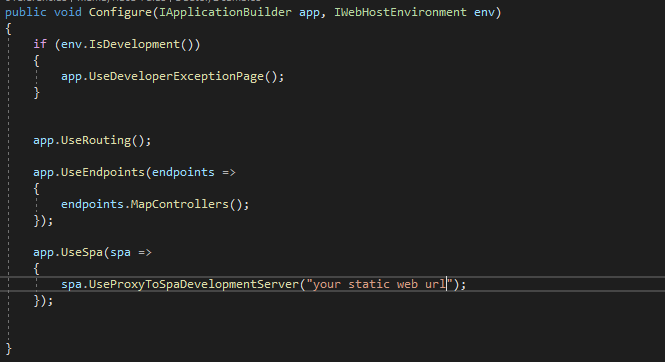 public void Configure(IApplicationBuilder app, IWebHostEnvironment env)
{
if (env.IsDevelopment())
{
app.UseDeveloperExceptionPage();
}
app.UseRouting();
app.UseEndpoints(endpoints =>
{
endpoints.MapControllers();
});
app.UseSpa(spa =>
{
spa.UseProxyToSpaDevelopmentServer("your static web url");
});
}